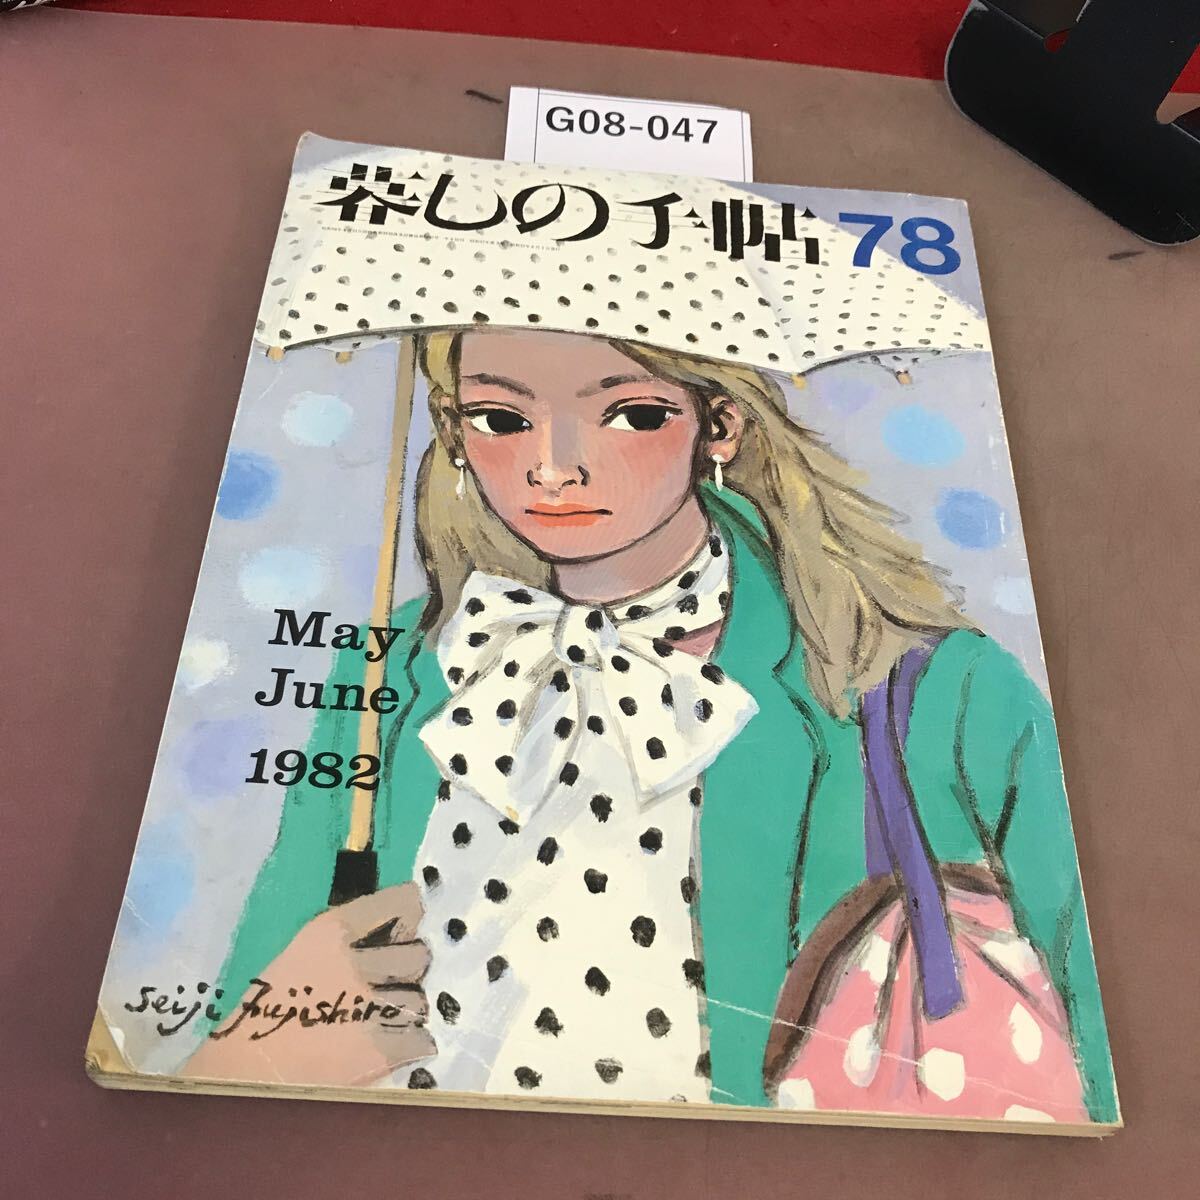 G08-047
暮しの手帖 78
May
June
1982
Seiji Fujishiro